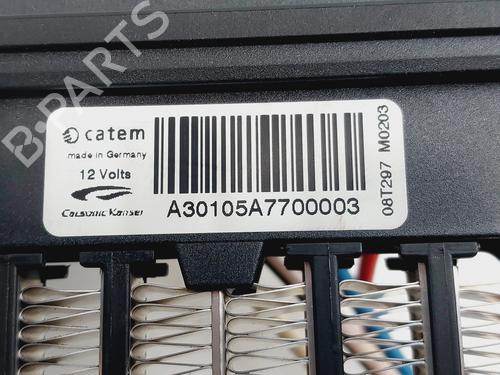 catem
made in Germany
12 Volts
Calsonic Kansei
A30105A7700003
08T297 M0203
B-PARTS